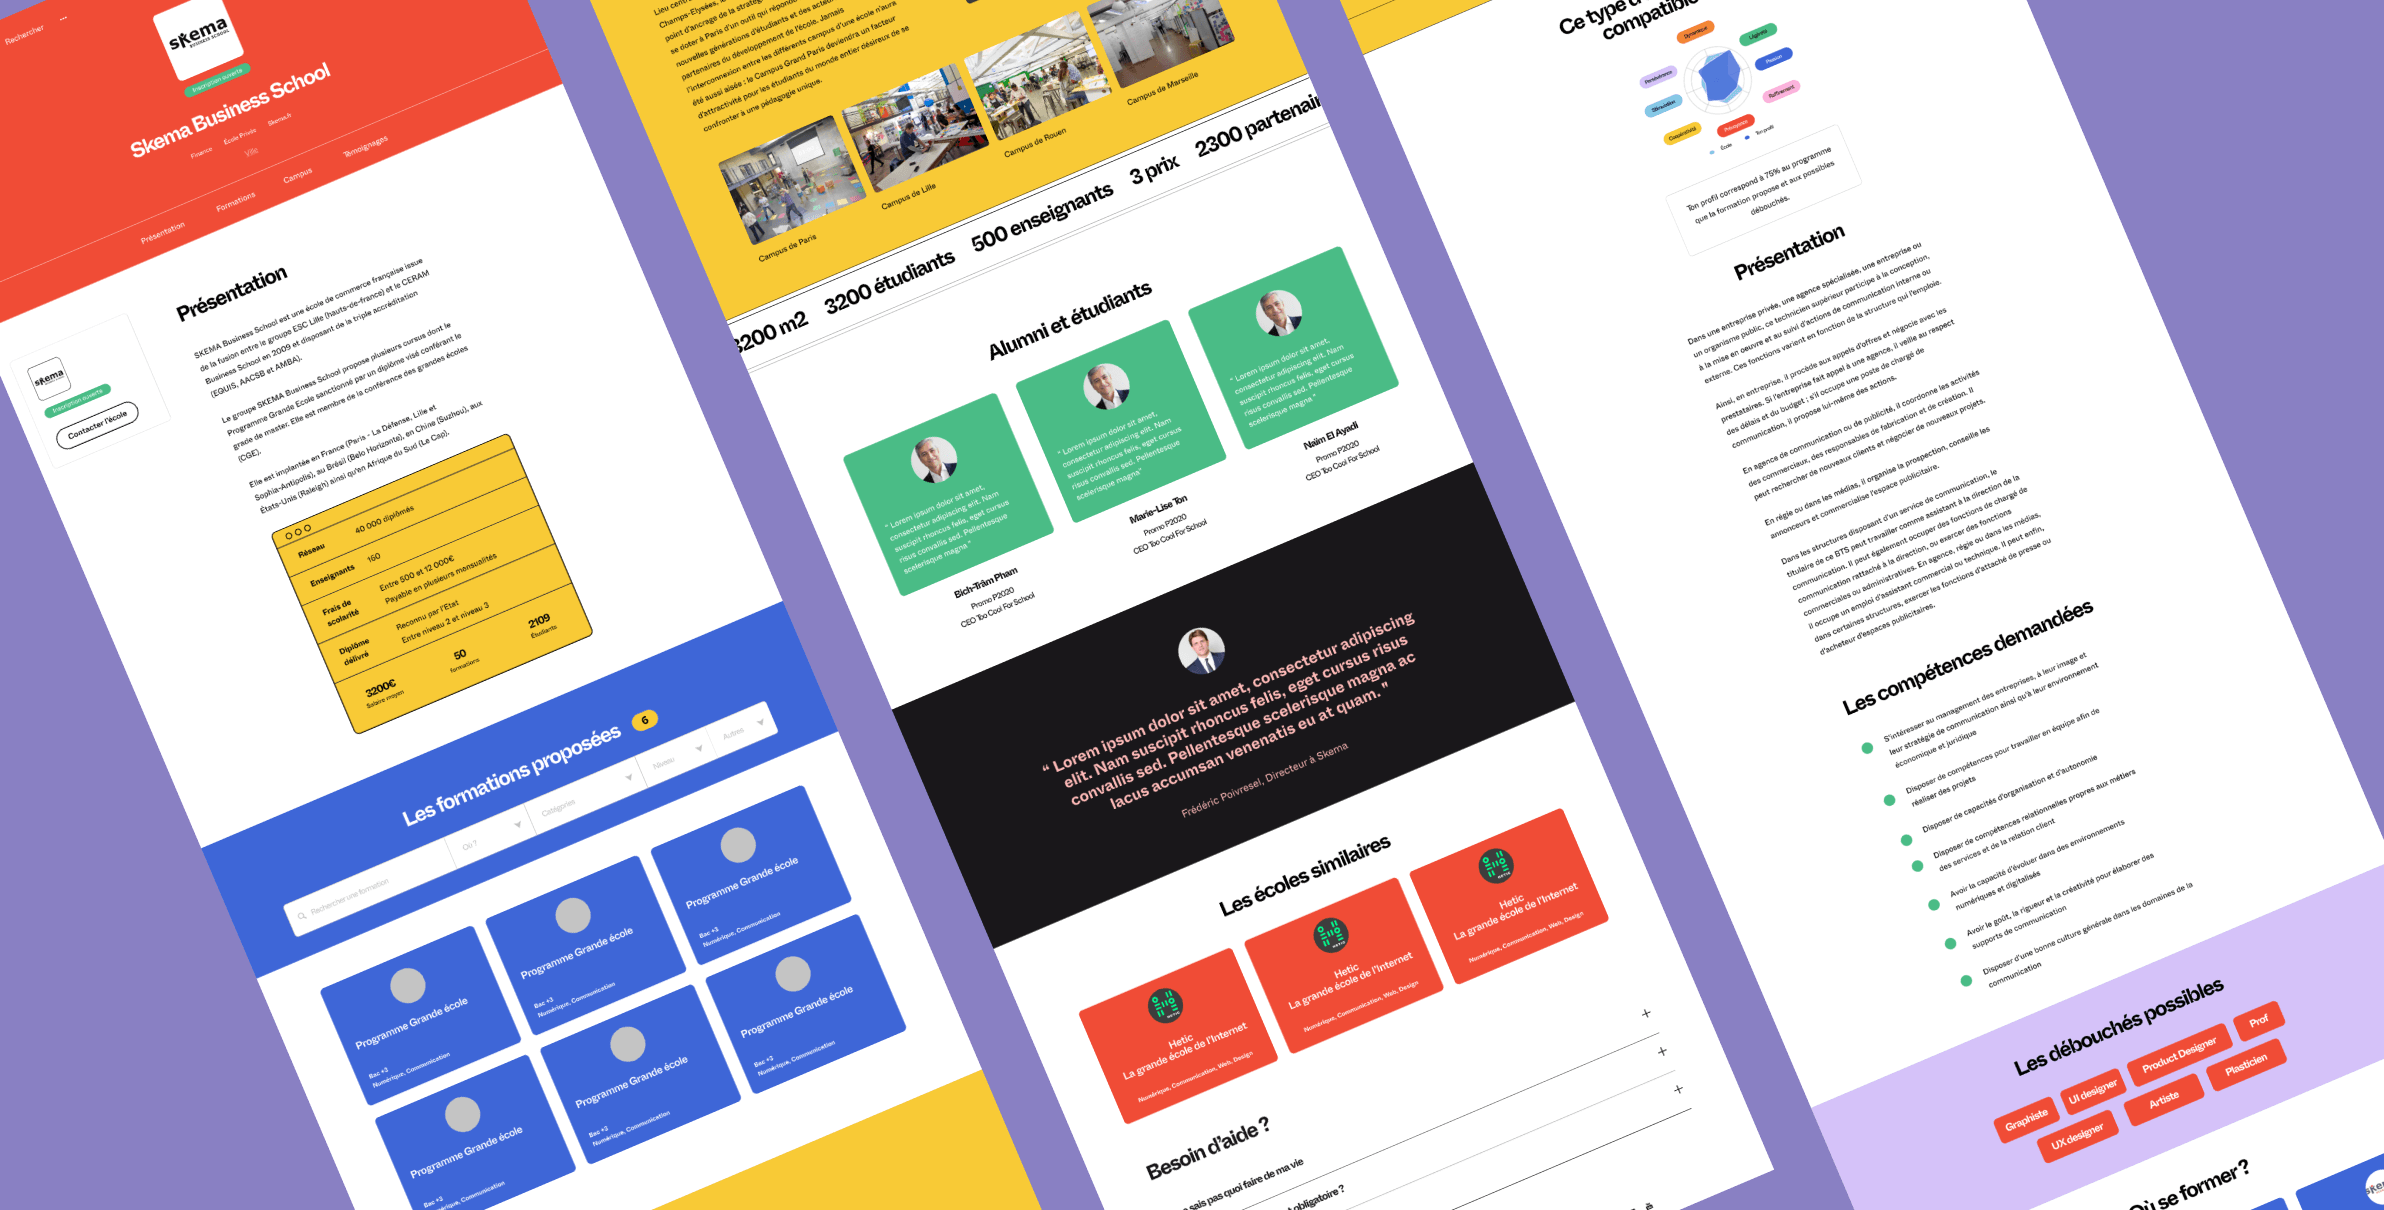 Rechercher
...
skema
BUSINESS SCHOOL
Inscription ouverte
Skema Business School
Finance
École Privée
Skema.fr
Ville
Présentation
Formations
Campus
Témoignages
skema
Inscription ouverte
Contacter l'école
Présentation
SKEMA Business School est une école de commerce française issue
de la fusion entre le groupe ESC Lille (hauts-de-france) et le CERAM
Business School en 2009 et disposant de la triple accréditation
(EQUIS, AACSB et AMBA).
Le groupe SKEMA Business School propose plusieurs cursus dont le
Programme Grande Ecole sanctionné par un diplôme visé conférant le
grade de master. Elle est membre de la conférence des grandes écoles
(CGE).
Elle est implantée en France (Paris - La Défense, Lille et
Sophia-Antipolis), au Brésil (Belo Horizonte), en Chine (Suzhou), aux
États-Unis (Raleigh) ainsi qu'en Afrique du Sud (Le Cap).
Réseau
40 000 diplômés
Enseignants
160
Frais de
scolarité
Entre 500 et 12 000€
Payable en plusieurs mensualités
Diplôme
délivré
Reconnu par l'Etat
Entre niveau 2 et niveau 3
3200€
Salaire moyen
50
formations
2109
Étudiants
Les formations proposées
6
Rechercher une formation
Où ?
Catégories
Niveau
Autres
Programme Grande école
Bac +3
Numérique, Communication
Programme Grande école
Bac +3
Numérique, Communication
Programme Grande école
Bac +3
Numérique, Communication
Programme Grande école
Bac +3
Numérique, Communication
Programme Grande école
Bac +3
Numérique, Communication
Programme Grande école
Bac +3
Numérique, Communication
Champs-Elysées,
point d'ancrage de la stratég
se doter à Paris d'un outil qui répond
nouvelles générations d'étudiants et des acteu
partenaires du développement de l'école. Jamais
l'interconnexion entre les différents campus d'une école n'aura
été aussi aisée : le Campus Grand Paris deviendra un facteur
d'attractivité pour les étudiants du monde entier désireux de se
confronter à une pédagogie unique.
Campus de Paris
Campus de Lille
Campus de Rouen
Campus de Marseille
3200 m2
3200 étudiants
500 enseignants
3 prix
2300 partenair
Alumni et étudiants
" Lorem ipsum dolor sit amet,
consectetur adipiscing elit. Nam
suscipit rhoncus felis, eget cursus
risus convallis sed. Pellentesque
scelerisque magna "
Bich-Trâm Pham
Promo P2020
CEO Too Cool For School
" Lorem ipsum dolor sit amet,
consectetur adipiscing elit. Nam
suscipit rhoncus felis, eget cursus
risus convallis sed. Pellentesque
scelerisque magna"
Marie-Lise Ton
Promo P2020
CEO Too Cool For School
" Lorem ipsum dolor sit amet,
consectetur adipiscing elit. Nam
suscipit rhoncus felis, eget cursus
risus convallis sed. Pellentesque
scelerisque magna "
Naïm El Ayadi
Promo P2020
CEO Too Cool For School
“ Lorem ipsum dolor sit amet, consectetur adipiscing
elit. Nam suscipit rhoncus felis, eget cursus risus
convallis sed. Pellentesque scelerisque magna ac
lacus accumsan venenatis eu at quam. ”
Frédéric Poivresel, Directeur à Skema
Les écoles similaires
HETIC
Hetic
La grande école de l'Internet
Numérique, Communication, Web, Design
HETIC
Hetic
La grande école de l'Internet
Numérique, Communication, Web, Design
HETIC
Hetic
La grande école de l'Internet
Numérique, Communication, Web, Design
Besoin d'aide ?
sais pas quoi faire de ma vie
obligatoire ?
Ce type d
compatible
Dynamique
Urgente
Passion
Raffinement
Prévoyance
Coopérativité
Stimulation
Persévérance
École
Ton profil
Ton profil correspond à 75% au programme
que la formation propose et aux possibles
débouchés.
Présentation
Dans une entreprise privée, une agence spécialisée, une entreprise ou
un organisme public, ce technicien supérieur participe à la conception,
à la mise en oeuvre et au suivi d'actions de communication interne ou
externe. Ces fonctions varient en fonction de la structure qui l'emploie.
Ainsi, en entreprise, il procède aux appels d'offres et négocie avec les
prestataires. Si l'entreprise fait appel à une agence, il veille au respect
des délais et du budget ; s'il occupe une poste de chargé de
communication, il propose lui-même des actions.
En agence de communication ou de publicité, il coordonne les activités
des commerciaux, des responsables de fabrication et de création. Il
peut rechercher de nouveaux clients et négocier de nouveaux projets.
En régie ou dans les médias, il organise la prospection, conseille les
annonceurs et commercialise l'espace publicitaire.
Dans les structures disposant d'un service de communication, le
titulaire de ce BTS peut travailler comme assistant à la direction de la
communication. Il peut également occuper des fonctions de chargé de
communication rattaché à la direction, ou exercer des fonctions
commerciales ou administratives. En agence, régie ou dans les médias,
il occupe un emploi d'assistant commercial ou technique. Il peut enfin,
dans certaines structures, exercer les fonctions d'attaché de presse ou
d'acheteur d'espaces publicitaires.
Les compétences demandées
S'intéresser au management des entreprises, à leur image et
leur stratégie de communication ainsi qu'à leur environnement
économique et juridique
Disposer de compétences pour travailler en équipe afin de
réaliser des projets
Disposer de capacités d'organisation et d'autonomie
Disposer de compétences relationnelles propres aux métiers
des services et de la relation client
Avoir la capacité d'évoluer dans des environnements
numériques et digitalisés
Avoir le goût, la rigueur et la créativité pour élaborer des
supports de communication
Disposer d'une bonne culture générale dans les domaines de la
communication
Les débouchés possibles
Graphiste
UI designer
Product Designer
Prof
UX designer
Artiste
Plasticien
Où se former ?